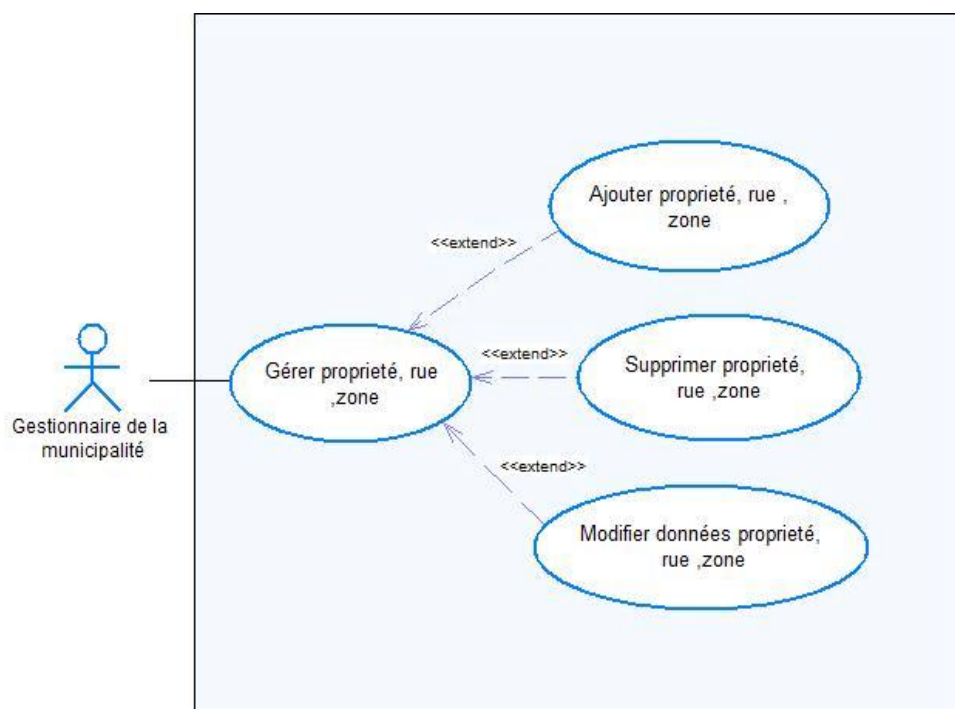 Ajouter proprieté, rue ,
zone
<<extend>>
Gérer proprieté, rue
,zone
<<extend>>
Supprimer proprieté,
rue ,zone
Gestionnaire de la
municipalité
<<extend>>
Modifier données proprieté,
rue ,zone